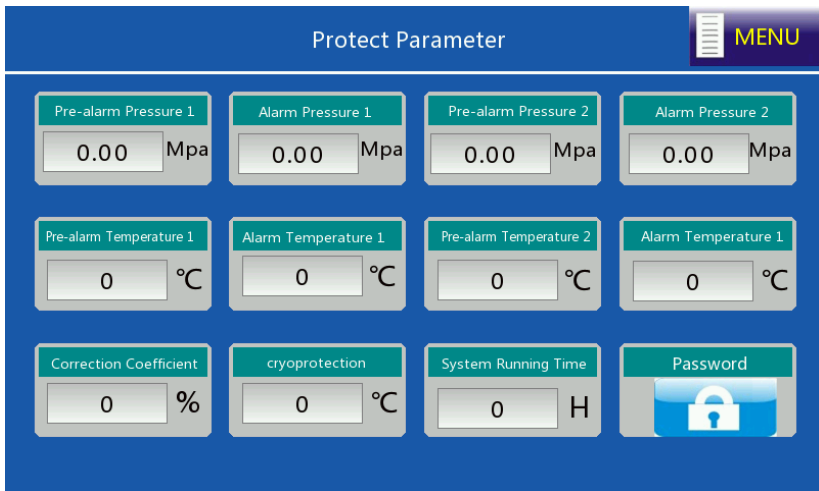 Protect Parameter
MENU
Pre-alarm Pressure 1
Alarm Pressure 1
Pre-alarm Pressure 2
Alarm Pressure 2
0.00 Mpa
0.00 Mpa
0.00 Mpa
0.00 Mpa
Pre-alarm Temperature 1
Alarm Temperature 1
Pre-alarm Temperature 2
Alarm Temperature 1
0 ℃
0 ℃
0 ℃
0 ℃
Correction Coefficient
cryoprotection
System Running Time
Password
0 %
0 ℃
0 H